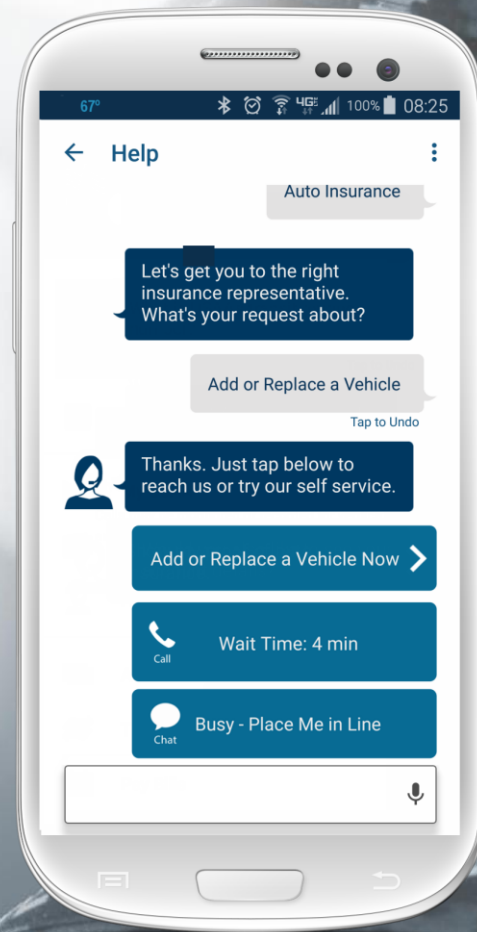 67° 4GE 100% 08:25
Help
Auto Insurance
Let's get you to the right
insurance representative.
What's your request about?
Add or Replace a Vehicle
Tap to Undo
Thanks. Just tap below to
reach us or try our self service.
Add or Replace a Vehicle Now
Wait Time: 4 min
Call
Busy - Place Me in Line
Chat